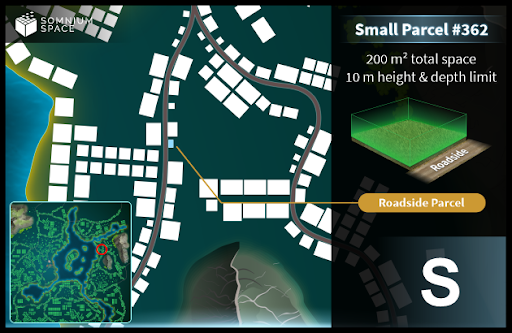 SOMNIUM
SPACE
Small Parcel #362
200 m² total space
10 m height & depth limit
Roadside
Roadside Parcel
S